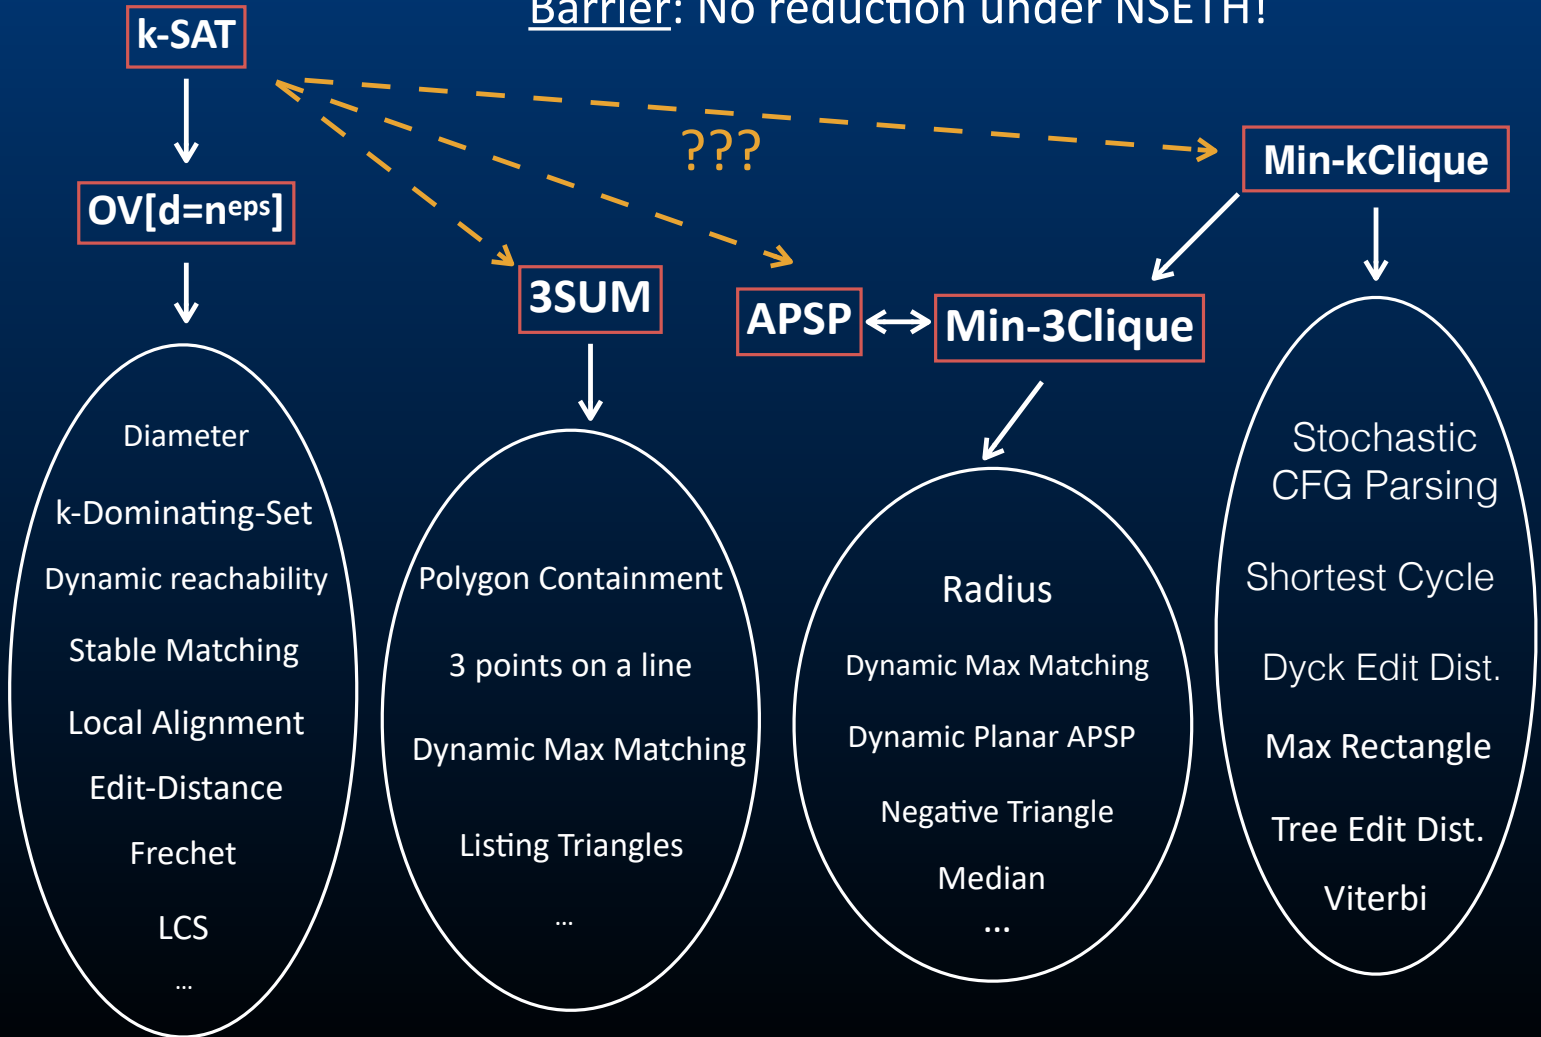 Barrier: No reduction under NSETH!
k-SAT
???
Min-kClique
OV[d=n^eps]
3SUM
APSP
Min-3Clique
Diameter
k-Dominating-Set
Dynamic reachability
Stable Matching
Local Alignment
Edit-Distance
Frechet
LCS
...
Polygon Containment
3 points on a line
Dynamic Max Matching
Listing Triangles
...
Radius
Dynamic Max Matching
Dynamic Planar APSP
Negative Triangle
Median
...
Stochastic
CFG Parsing
Shortest Cycle
Dyck Edit Dist.
Max Rectangle
Tree Edit Dist.
Viterbi